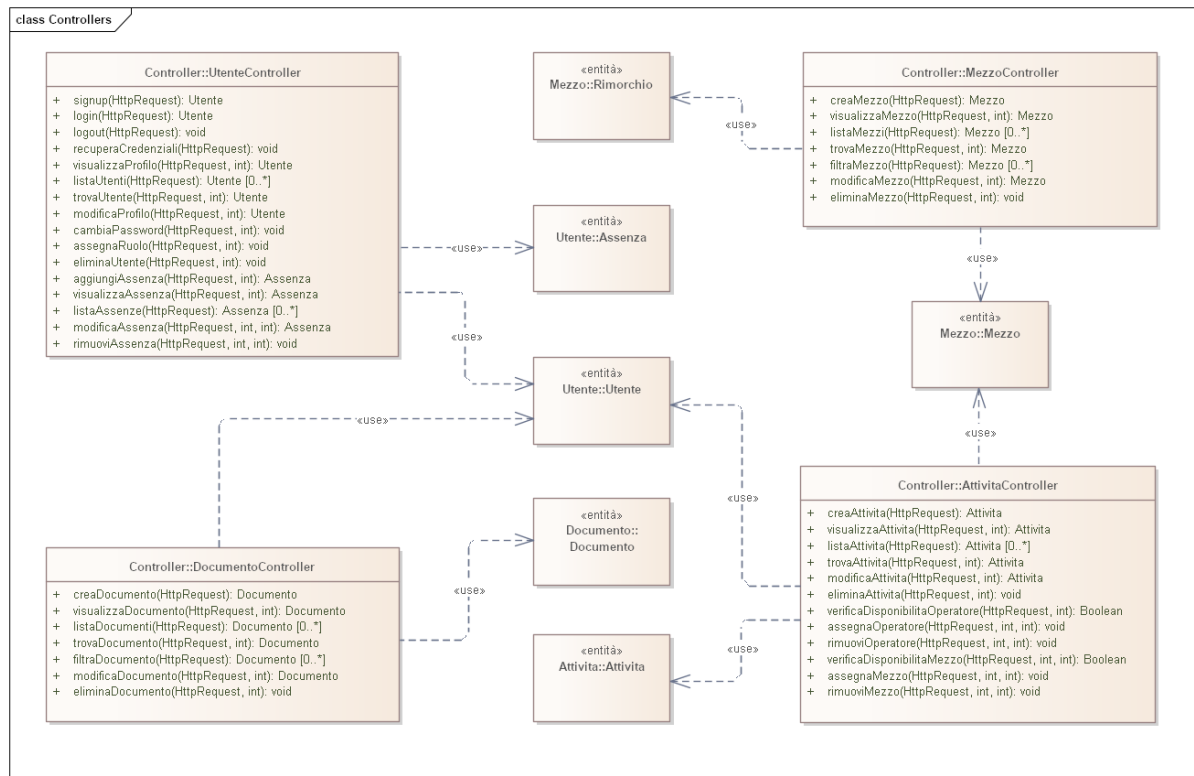 class Controllers
Controller::UtenteController
+ signup(HttpRequest): Utente
+ login(HttpRequest): Utente
+ logout(HttpRequest): void
+ recuperaCredenziali(HttpRequest): void
+ visualizzaProfilo(HttpRequest, int): Utente
+ listaUtenti(HttpRequest): Utente [0..*]
+ trovaUtente(HttpRequest, int): Utente
+ modificaProfilo(HttpRequest, int): Utente
+ cambiaPassword(HttpRequest, int): void
+ assegnaRuolo(HttpRequest, int): void
+ eliminaUtente(HttpRequest, int): void
+ aggiungiAssenza(HttpRequest, int): Assenza
+ visualizzaAssenza(HttpRequest, int): Assenza
+ listaAssenze(HttpRequest): Assenza [0..*]
+ modificaAssenza(HttpRequest, int, int): Assenza
+ rimuoviAssenza(HttpRequest, int, int): void
«entità»
Mezzo::Rimorchio
«use»
Controller::MezzoController
+ creaMezzo(HttpRequest): Mezzo
+ visualizzaMezzo(HttpRequest, int): Mezzo
+ listaMezzi(HttpRequest): Mezzo [0..*]
+ trovaMezzo(HttpRequest, int): Mezzo
+ filtraMezzo(HttpRequest): Mezzo [0..*]
+ modificaMezzo(HttpRequest, int): Mezzo
+ eliminaMezzo(HttpRequest, int): void
«use»
«entità»
Utente::Assenza
«use»
«use»
«entità»
Mezzo::Mezzo
«use»
«entità»
Utente::Utente
«use»
«use»
«use»
«entità»
Documento::
Documento
«use»
Controller::DocumentoController
+ creaDocumento(HttpRequest): Documento
+ visualizzaDocumento(HttpRequest, int): Documento
+ listaDocumenti(HttpRequest): Documento [0..*]
+ trovaDocumento(HttpRequest, int): Documento
+ filtraDocumento(HttpRequest): Documento [0..*]
+ modificaDocumento(HttpRequest, int): Documento
+ eliminaDocumento(HttpRequest, int): void
«entità»
Attivita::Attivita
«use»
Controller::AttivitaController
+ creaAttivita(HttpRequest): Attivita
+ visualizzaAttivita(HttpRequest, int): Attivita
+ listaAttivita(HttpRequest): Attivita [0..*]
+ trovaAttivita(HttpRequest, int): Attivita
+ modificaAttivita(HttpRequest, int): Attivita
+ eliminaAttivita(HttpRequest, int): void
+ verificaDisponibilitaOperatore(HttpRequest, int): Boolean
+ assegnaOperatore(HttpRequest, int, int): void
+ rimuoviOperatore(HttpRequest, int, int): void
+ verificaDisponibilitaMezzo(HttpRequest, int, int): Boolean
+ assegnaMezzo(HttpRequest, int, int): void
+ rimuoviMezzo(HttpRequest, int, int): void